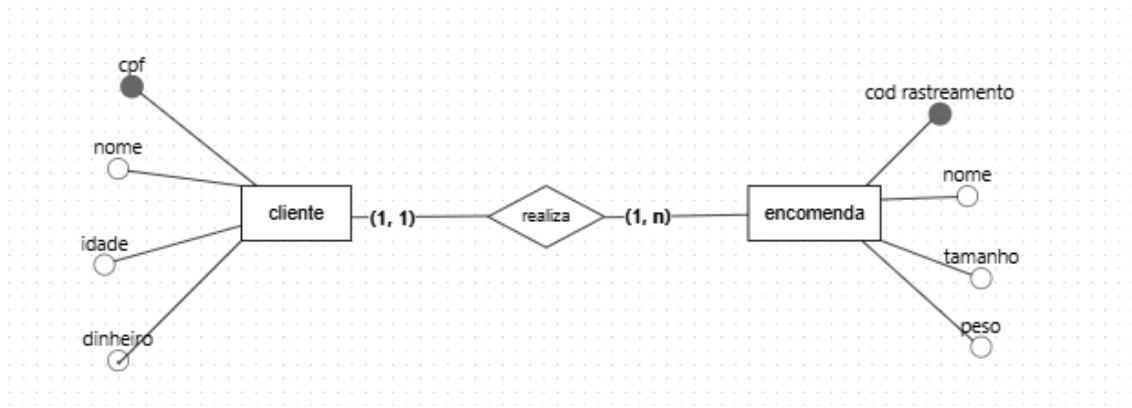 cpf
nome
idade
dinheiro
cliente
(1, 1)
realiza
(1, n)
encomenda
cod rastreamento
nome
tamanho
peso